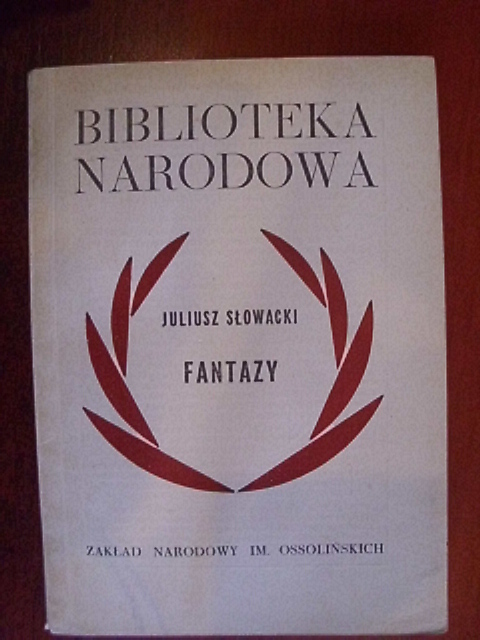 BIBLIOTEKA
NARODOWA
JULIUSZ SŁOWACKI
FANTAZY
ZAKŁAD NARODOWY IM. OSSOLIŃSKICH